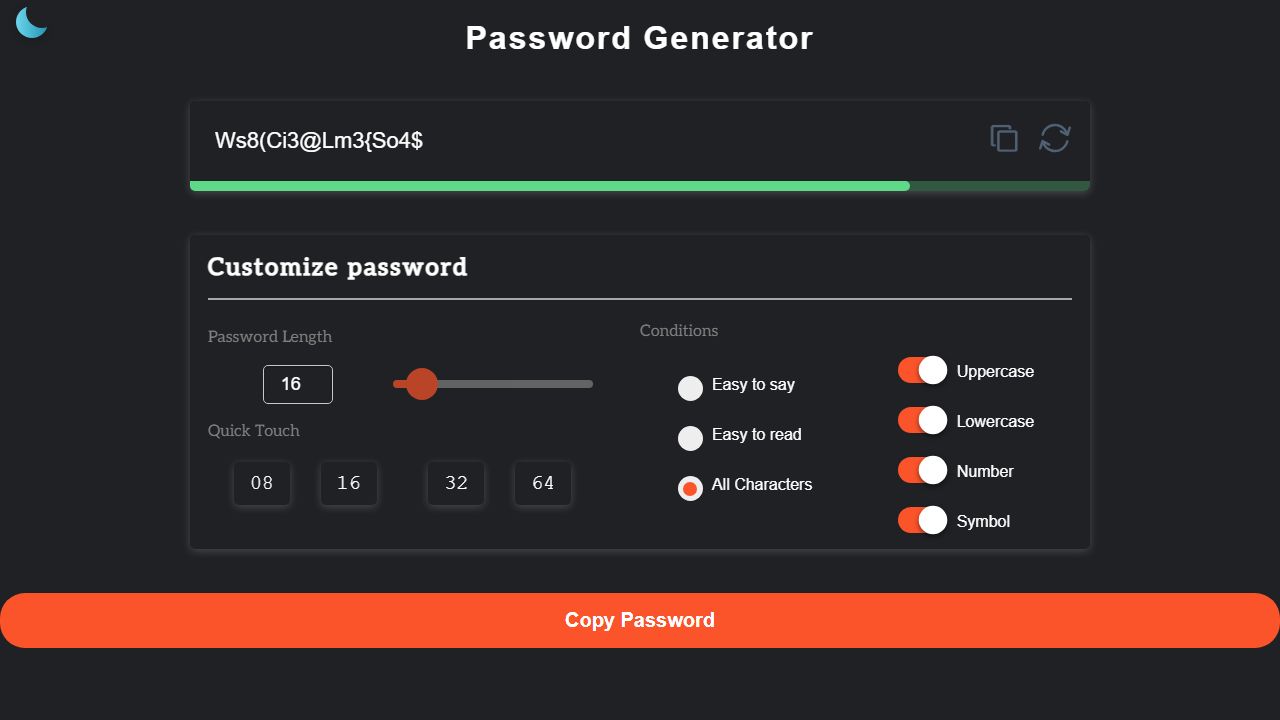 Password Generator
Ws8(Ci3@Lm3{So4$
Customize password
Password Length
16
Quick Touch
08 16 32 64
Conditions
Easy to say
Easy to read
All Characters
Uppercase
Lowercase
Number
Symbol
Copy Password